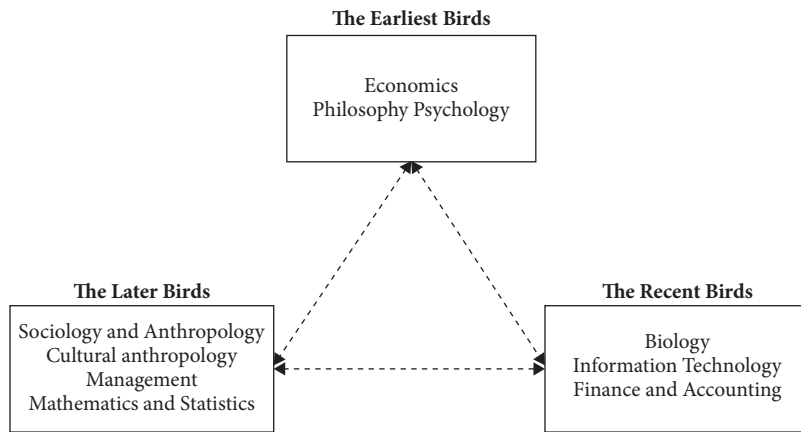 The Earliest Birds
Economics
Philosophy Psychology
The Later Birds
Sociology and Anthropology
Cultural anthropology
Management
Mathematics and Statistics
The Recent Birds
Biology
Information Technology
Finance and Accounting